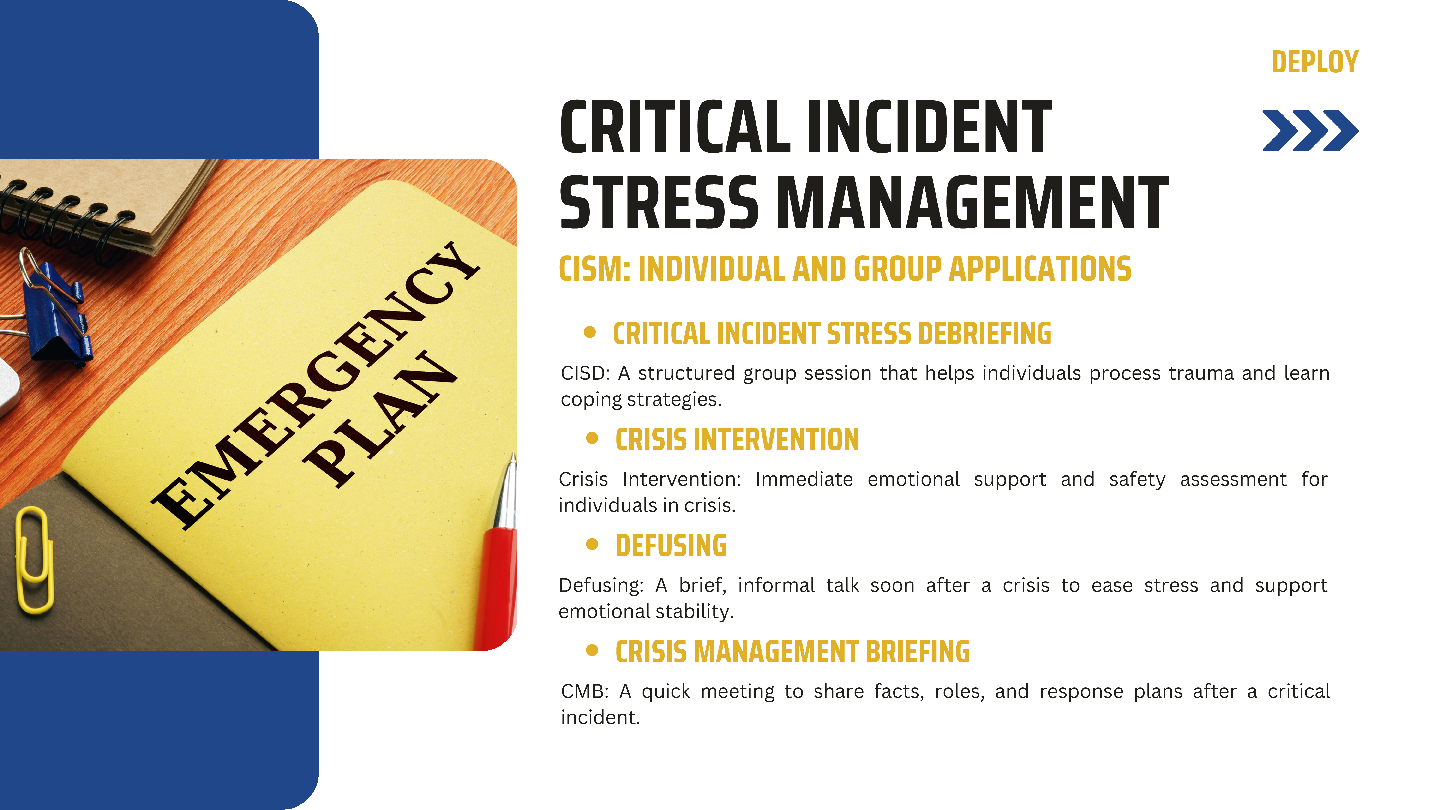 DEPLOY
CRITICAL INCIDENT
STRESS MANAGEMENT
CISM: INDIVIDUAL AND GROUP APPLICATIONS
• CRITICAL INCIDENT STRESS DEBRIEFING
CISD: A structured group session that helps individuals process trauma and learn
coping strategies.
• CRISIS INTERVENTION
Crisis Intervention: Immediate emotional support and safety assessment for
individuals in crisis.
• DEFUSING
Defusing: A brief, informal talk soon after a crisis to ease stress and support
emotional stability.
• CRISIS MANAGEMENT BRIEFING
CMB: A quick meeting to share facts, roles, and response plans after a critical
incident.
EMERGENCY
PLAN